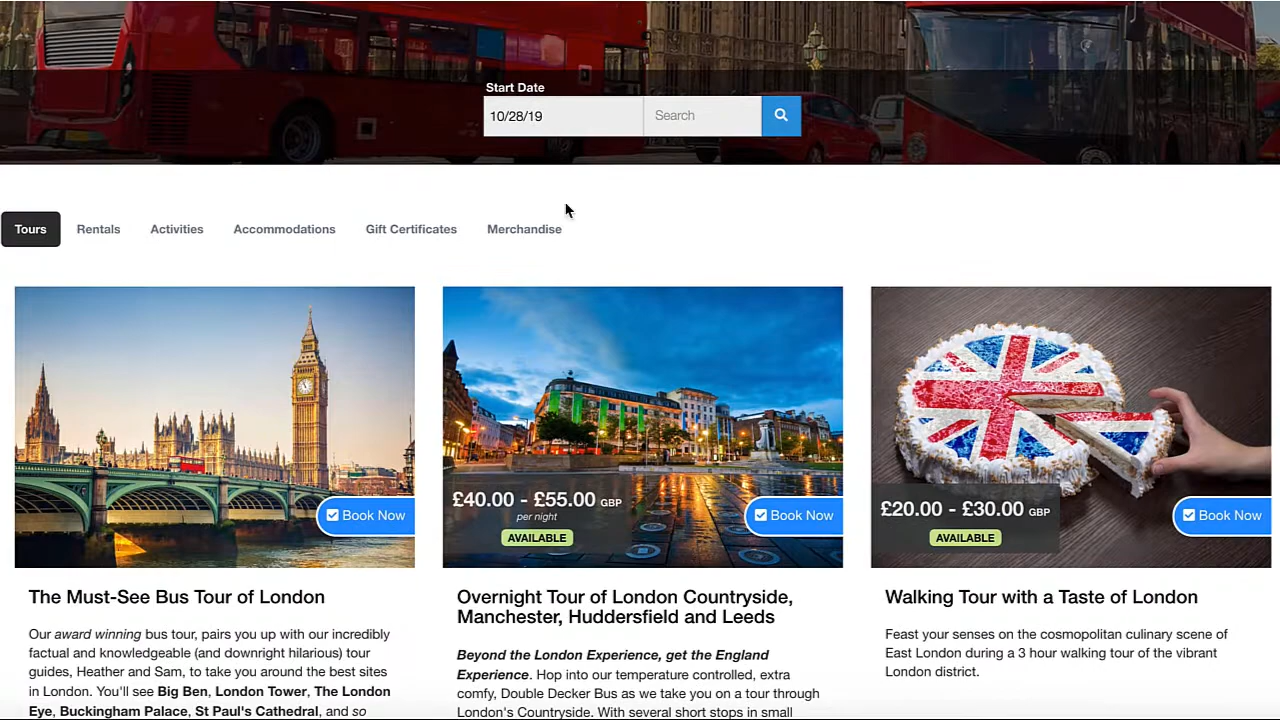 Start Date
10/28/19 Search
Tours Rentals Activities Accommodations Gift Certificates Merchandise
Book Now
£40.00 - £55.00 GBP
per night
AVAILABLE
Book Now
£20.00 - £30.00 GBP
AVAILABLE
Book Now
The Must-See Bus Tour of London
Our award winning bus tour, pairs you up with our incredibly
factual and knowledgeable (and downright hilarious) tour
guides, Heather and Sam, to take you around the best sites
in London. You'll see Big Ben, London Tower, The London
Eye, Buckingham Palace, St Paul's Cathedral, and so
Overnight Tour of London Countryside,
Manchester, Huddersfield and Leeds
Beyond the London Experience, get the England
Experience. Hop into our temperature controlled, extra
comfy, Double Decker Bus as we take you on a tour through
London's Countryside. With several short stops in small
Walking Tour with a Taste of London
Feast your senses on the cosmopolitan culinary scene of
East London during a 3 hour walking tour of the vibrant
London district.